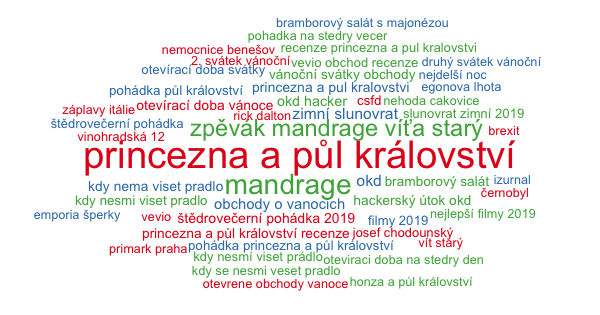 bramborový salát s majonézou
pohadka na stedry vecer
nemocnice benešov recenze princezna a pul kralovstvi
2. svátek vánoční vevio obchod recenze druhý svátek vánoční
otevírací doba svátky vánoční svátky obchody nejdelší noc
pohádka půl království princezna a pul kralovstvi egonova lhota
otevírací doba vánoce okd hacker csfd nehoda cakovice
záplavy itálie rick dalton zimní slunovrat slunovrat zimní 2019
štědrovečerní pohádka zpěvák mandrage víťa starý brexit
vinohradská 12
princezna a půl království
kdy nema viset pradlo mandrage okd bramborový salát izurnal
černobyl
kdy nesmi viset pradlo obchody o vanocich hackerský útok okd
emporia šperky vevio štědrovečerní pohádka 2019 filmy 2019 nejlepší filmy 2019
princezna a půl království recenze josef chodounský
primark praha pohádka princezna a půl království vít starý
kdy nesmí viset prádlo oteviraci doba na stedry den
kdy se nesmi veset pradlo
otevrene obchody vanoce honza a půl království